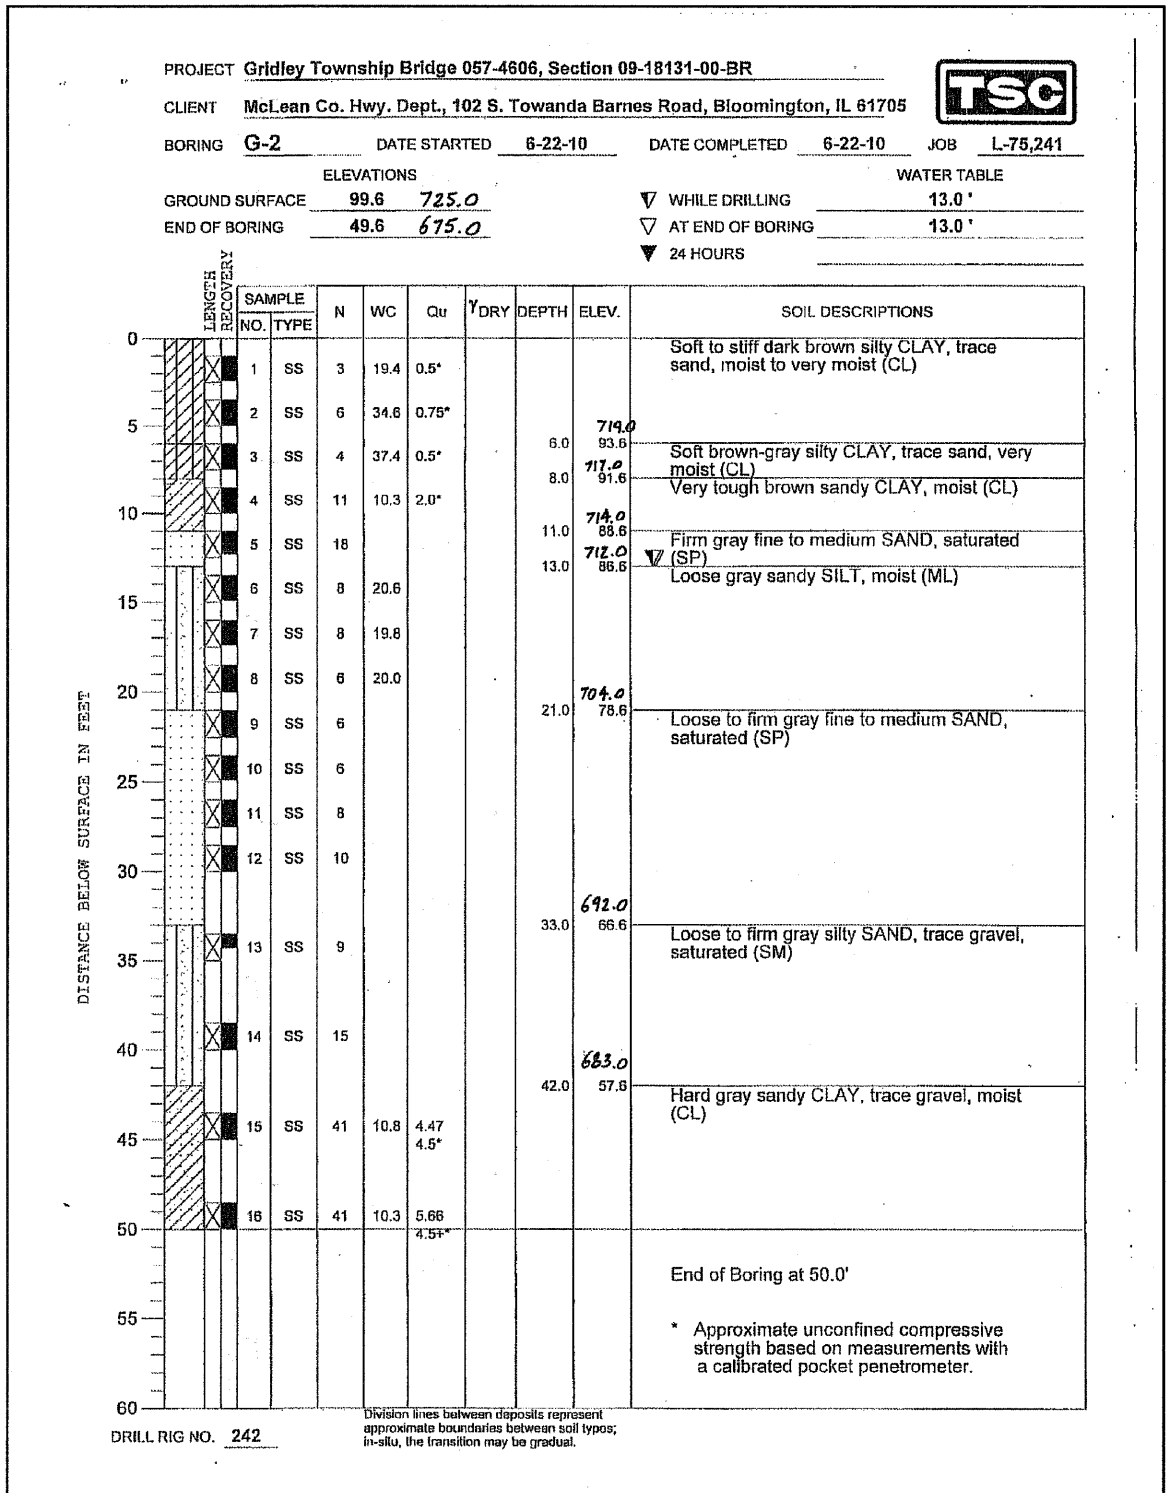 PROJECT Gridley Township Bridge 057-4606, Section 09-18131-00-BR
TSC
CLIENT McLean Co. Hwy. Dept., 102 S. Towanda Barnes Road, Bloomington, IL 61705
BORING G-2 DATE STARTED 6-22-10 DATE COMPLETED 6-22-10 JOB L-75,241
ELEVATIONS WATER TABLE
GROUND SURFACE 99.6 725.0 WHILE DRILLING 13.0 '
END OF BORING 49.6 675.0 AT END OF BORING 13.0 '
24 HOURS
LENGTH RECOVERY SAMPLE NO. TYPE N WC Qu γDRY DEPTH ELEV. SOIL DESCRIPTIONS
DISTANCE BELOW SURFACE IN FEET
0
Soft to stiff dark brown silty CLAY, trace
sand, moist to very moist (CL)
1 SS 3 19.4 0.5*
2 SS 6 34.6 0.75*
5
719.0
6.0 93.6
Soft brown-gray silty CLAY, trace sand, very
moist (CL)
3 SS 4 37.4 0.5*
717.0
8.0 91.6
Very tough brown sandy CLAY, moist (CL)
4 SS 11 10.3 2.0*
10
714.0
11.0 88.6
Firm gray fine to medium SAND, saturated
(SP)
5 SS 18
712.0
13.0 86.6
Loose gray sandy SILT, moist (ML)
6 SS 8 20.6
15
7 SS 8 19.8
8 SS 6 20.0
20
704.0
21.0 78.6
Loose to firm gray fine to medium SAND,
saturated (SP)
9 SS 6
10 SS 6
25
11 SS 8
12 SS 10
30
692.0
33.0 66.6
Loose to firm gray silty SAND, trace gravel,
saturated (SM)
13 SS 9
35
14 SS 15
40
683.0
42.0 57.6
Hard gray sandy CLAY, trace gravel, moist
(CL)
15 SS 41 10.8 4.47
45
4.5*
16 SS 41 10.3 5.66
50
4.5+*
End of Boring at 50.0'
55
* Approximate unconfined compressive
strength based on measurements with
a calibrated pocket penetrometer.
60
Division lines between deposits represent
approximate boundaries between soil types;
in-situ, the transition may be gradual.
DRILL RIG NO. 242